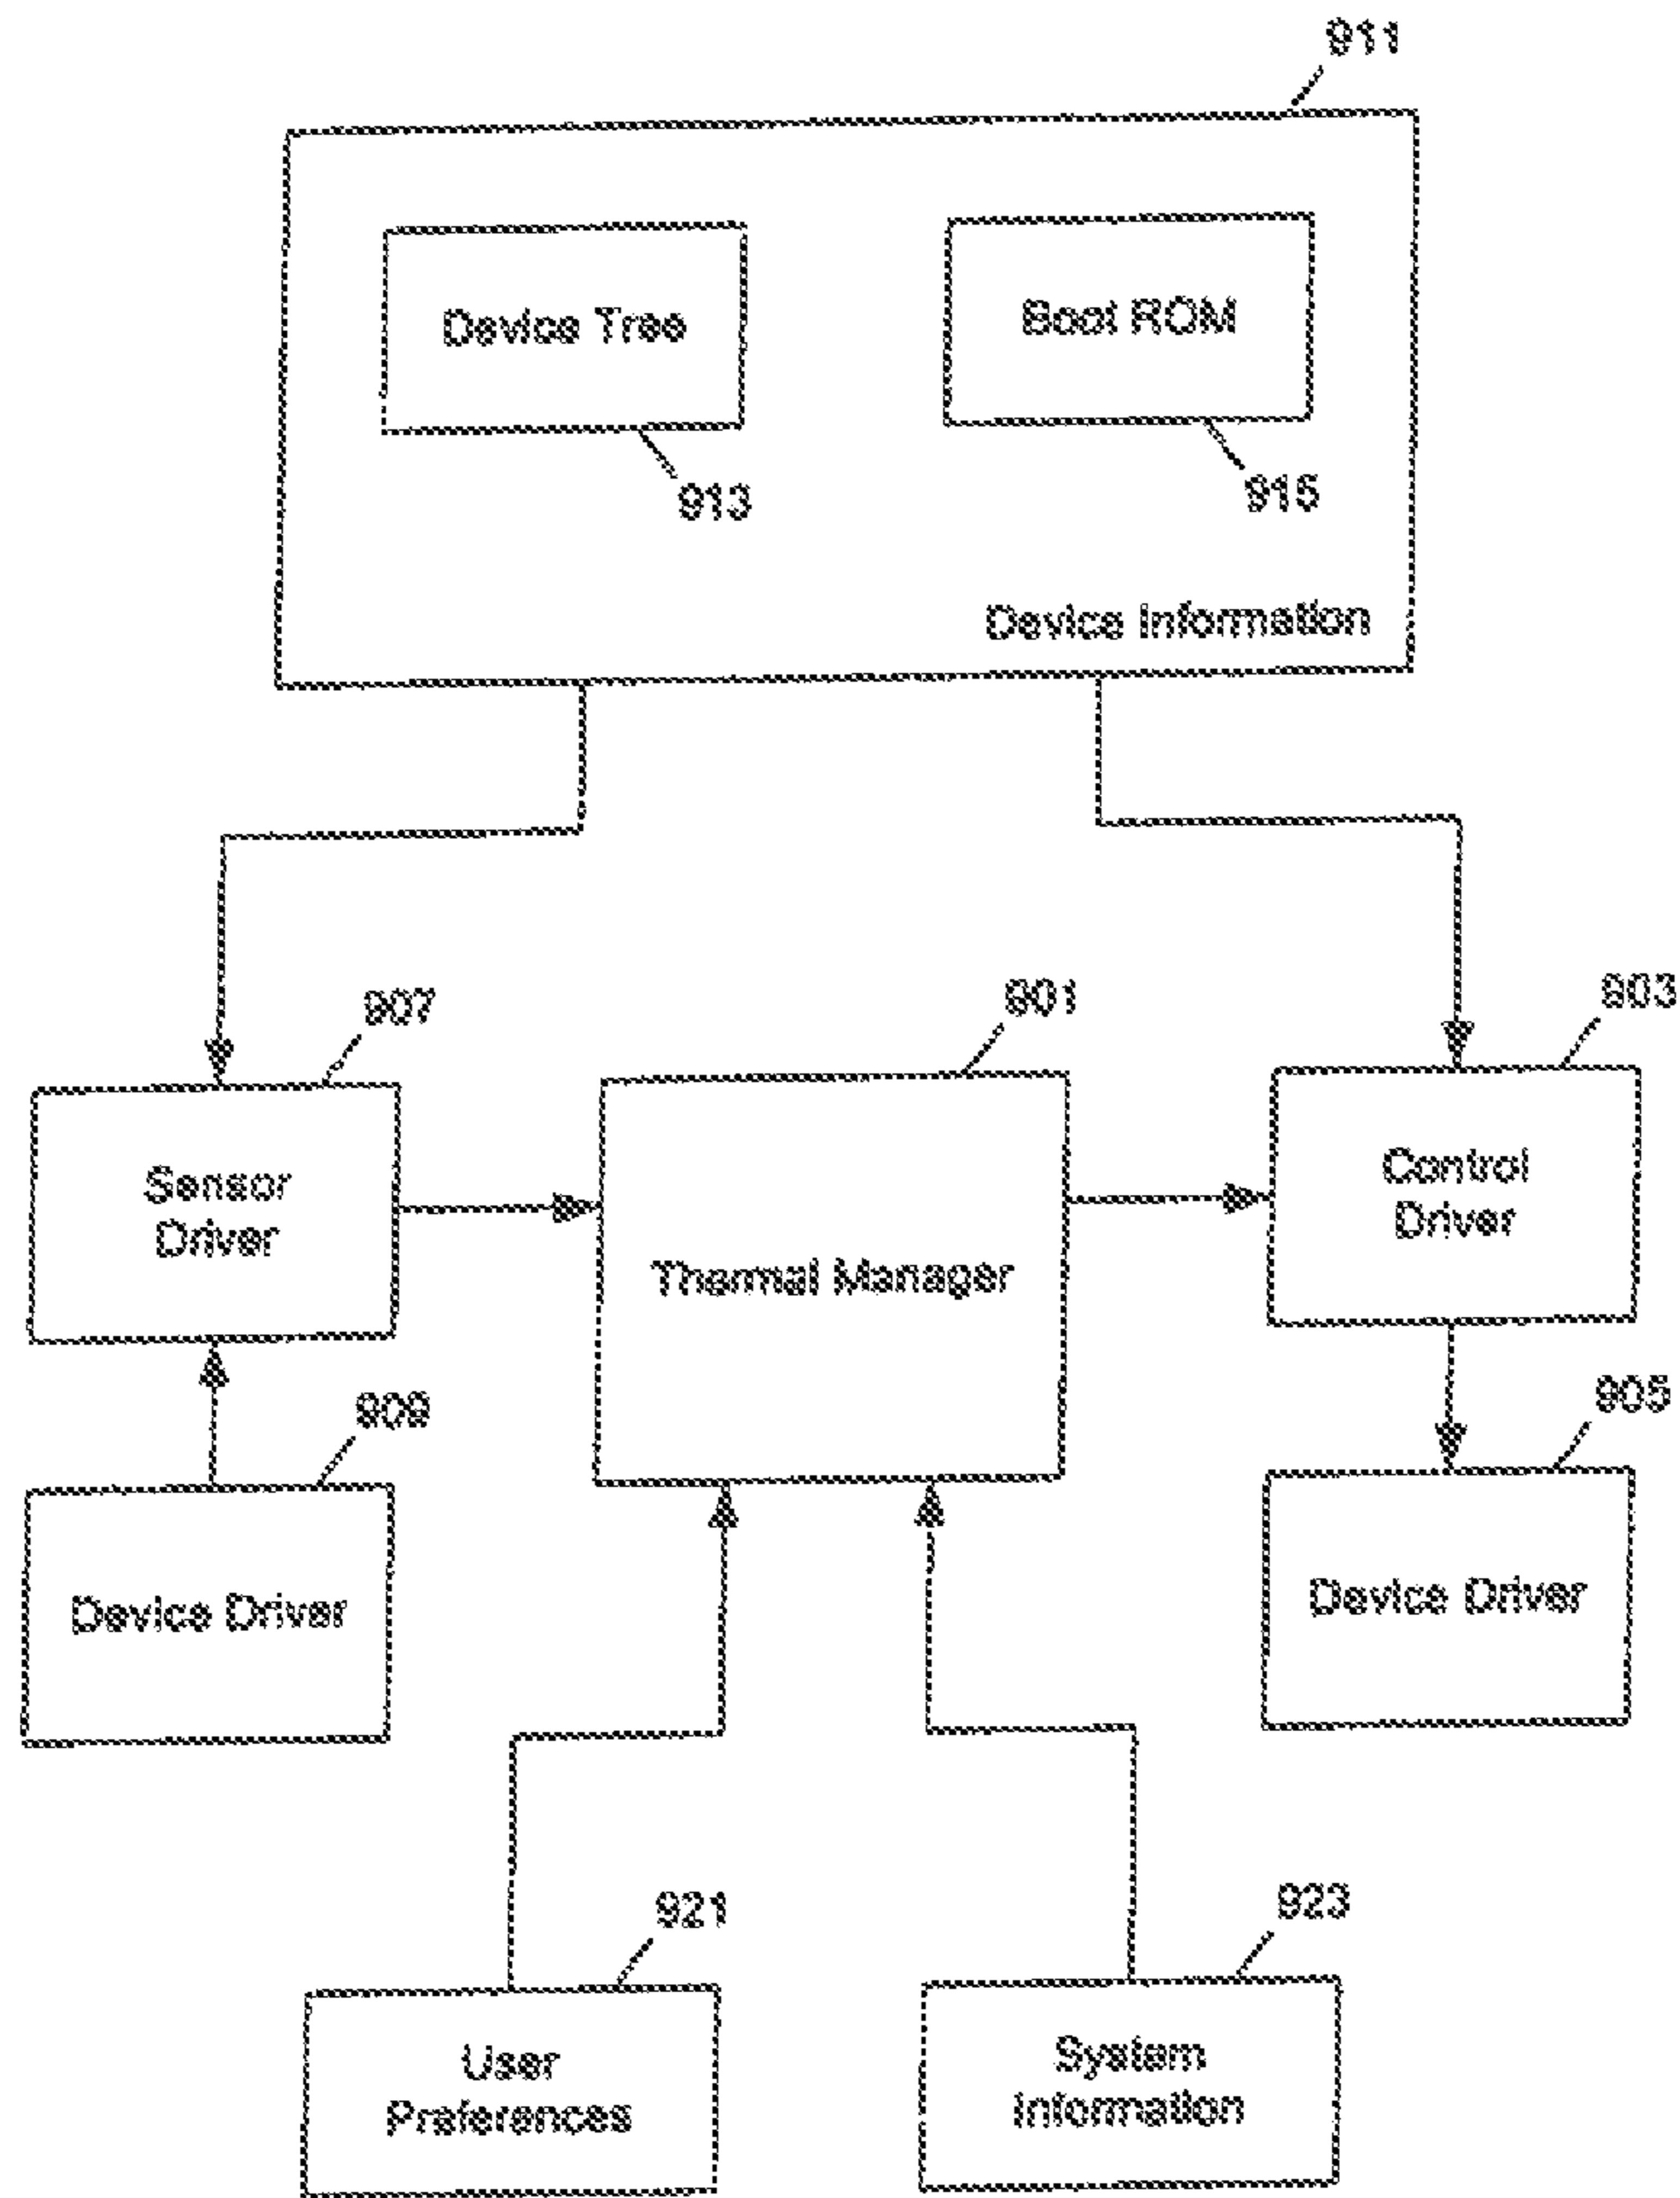 911
Device Tree
Boot ROM
913
915
Device Information
907
901
903
Sensor
Driver
Thermal Manager
Control
Driver
909
905
Device Driver
Device Driver
921
923
User
Preferences
System
Information